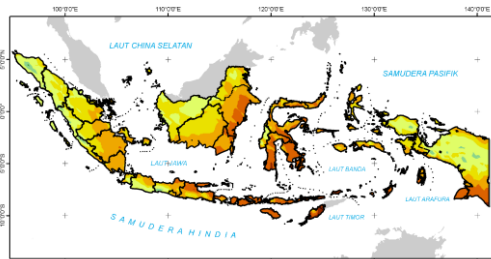 100°0'0"E 110°0'0"E 120°0'0"E 130°0'0"E 140°0'0"E
LAUT CHINA SELATAN
SAMUDERA PASIFIK
LAUT JAWA
LAUT BANDA
LAUT ARAFURA
LAUT TIMOR
SAMUDERA HINDIA